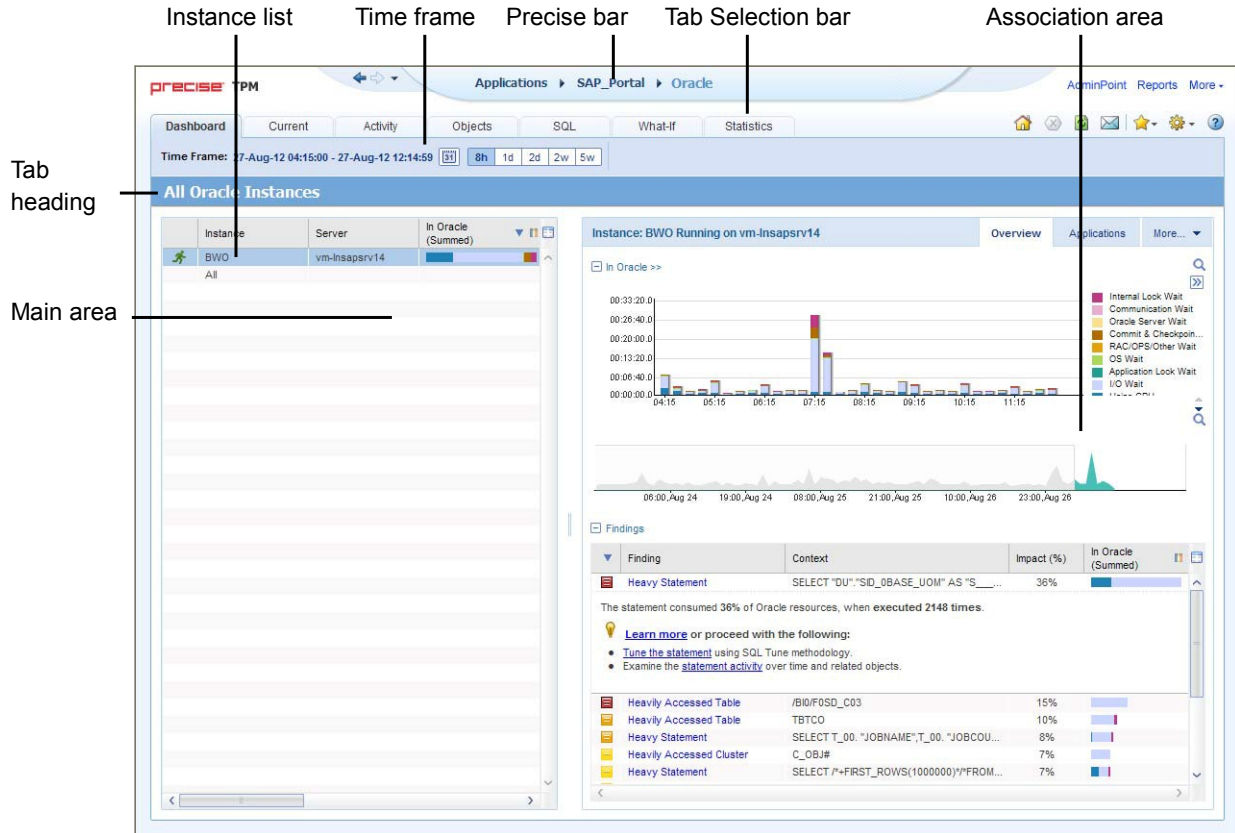 Instance list Time frame Precise bar Tab Selection bar Association area
precise TPM
Applications SAP_Portal Oracle
AdminPoint Reports More
Dashboard Current Activity Objects SQL What-If Statistics
Time Frame: 27-Aug-12 04:15:00 - 27-Aug-12 12:14:59 31 8h 1d 2d 2w 5w
Tab heading
All Oracle Instances
Main area
Instance Server In Oracle (Summed)
BWO vm-lnsapsrv14
All
Instance: BWO Running on vm-lnsapsrv14 Overview Applications More...
In Oracle >>
00:33:20.0
00:26:40.0
00:20:00.0
00:13:20.0
00:06:40.0
00:00:00.0
04:15 05:15 06:15 07:15 08:15 09:15 10:15 11:15
Internal Lock Wait
Communication Wait
Oracle Server Wait
Commit & Checkpoin...
RAC/OPS/Other Wait
OS Wait
Application Lock Wait
I/O Wait
06:00,Aug 24 19:00,Aug 24 08:00,Aug 25 21:00,Aug 25 10:00,Aug 26 23:00,Aug 26
Findings
Finding Context Impact (%) In Oracle (Summed)
Heavy Statement SELECT "DU"."SID_0BASE_UOM" AS "S___... 36%
The statement consumed 36% of Oracle resources, when executed 2148 times.
Learn more or proceed with the following:
Tune the statement using SQL Tune methodology.
Examine the statement activity over time and related objects.
Heavily Accessed Table /BI0/F0SD_C03 15%
Heavily Accessed Table TBTCO 10%
Heavy Statement SELECT T_00. "JOBNAME",T_00. "JOBCOU... 8%
Heavily Accessed Cluster C_OBJ# 7%
Heavy Statement SELECT /*+FIRST_ROWS(1000000)*/"FROM... 7%